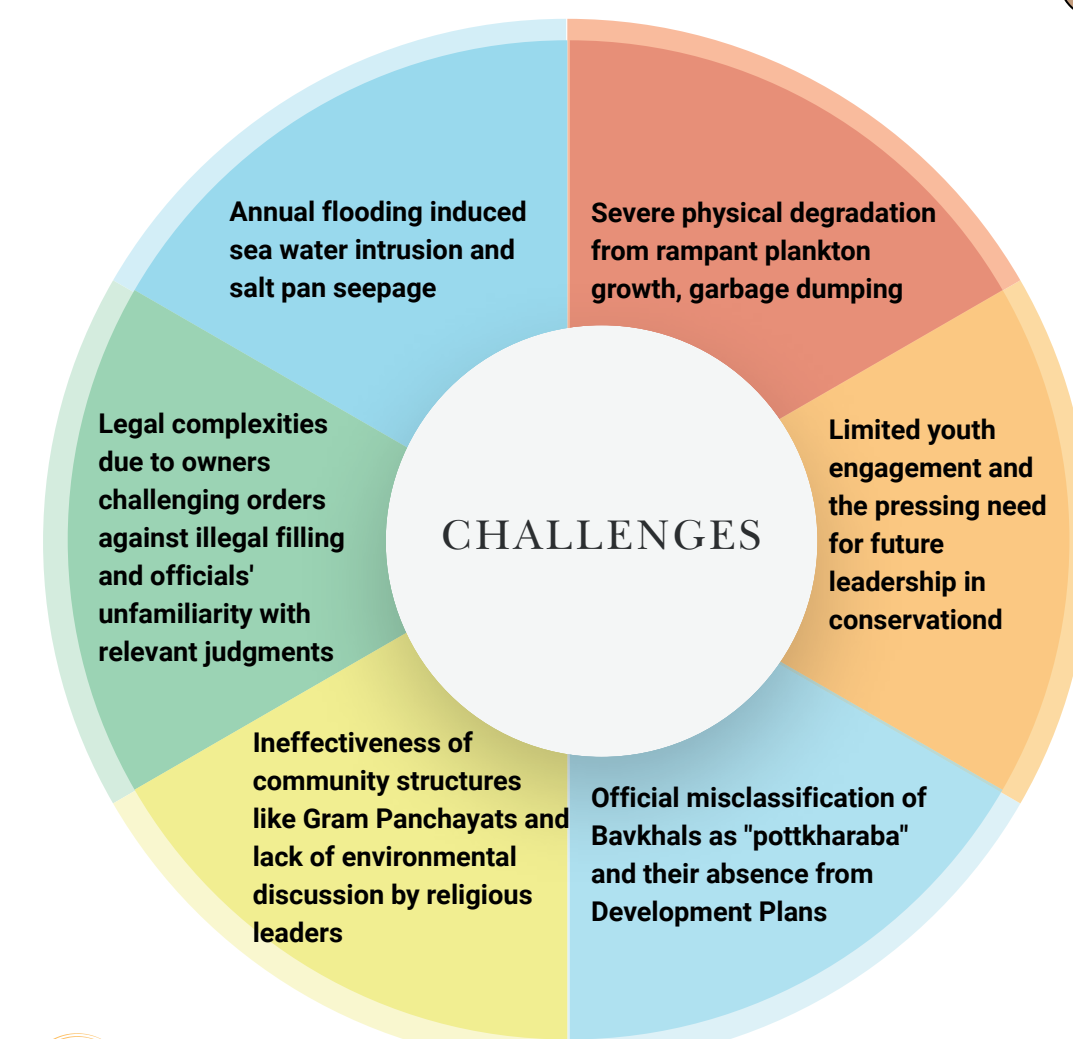 Annual flooding induced
sea water intrusion and
salt pan seepage
Severe physical degradation
from rampant plankton
growth, garbage dumping
Legal complexities
due to owners
challenging orders
against illegal filling
and officials'
unfamiliarity with
relevant judgments
CHALLENGES
Limited youth
engagement and
the pressing need
for future
leadership in
conservationd
Ineffectiveness of
community structures
like Gram Panchayats and
lack of environmental
discussion by religious
leaders
Official misclassification of
Bavkhals as "pottkharaba"
and their absence from
Development Plans